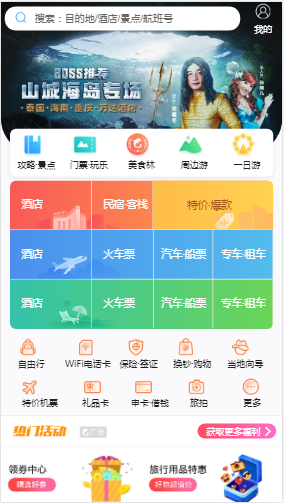 搜索：目的地/酒店/景点/航班号
我的
BOSS推荐
山城海岛专场
·泰国·海南·重庆·万达酒店·
攻略·景点
门票·玩乐
美食林
周边游
一日游
酒店
民宿·客栈
特价·爆款
酒店
火车票
汽车·船票
专车·租车
酒店
火车票
汽车·船票
专车·租车
自由行
WiFi电话卡
保险·签证
换钞·购物
当地向导
特价机票
礼品卡
申卡·借钱
旅拍
更多
热门活动
广告
获取更多福利
领券中心
精选好券
旅行用品特惠
好物超值价